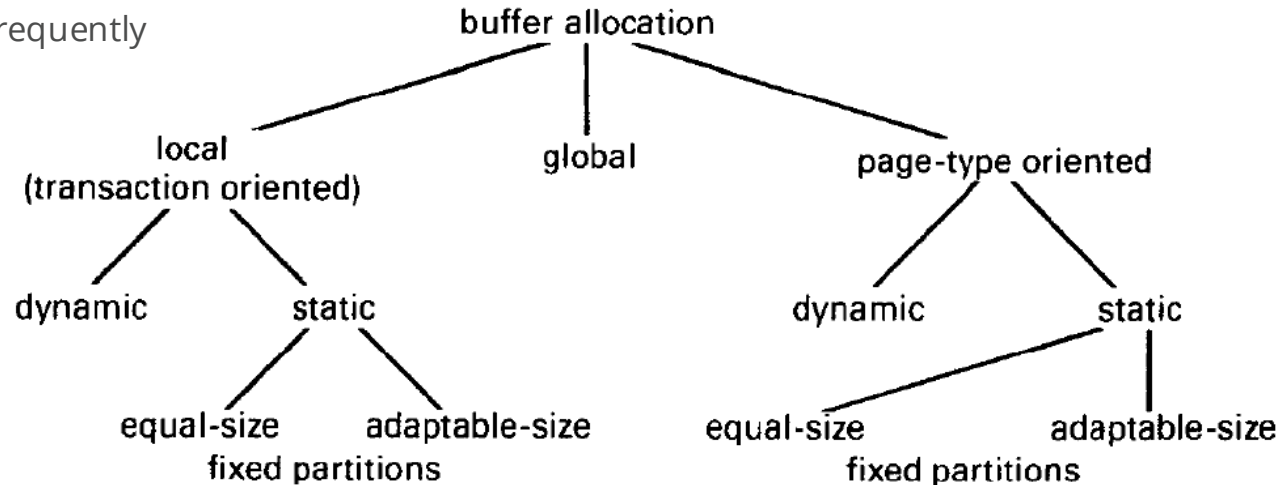 requently
buffer allocation
local
(transaction oriented)
global
page-type oriented
dynamic
static
dynamic
static
equal-size
adaptable-size
fixed partitions
equal-size
adaptable-size
fixed partitions